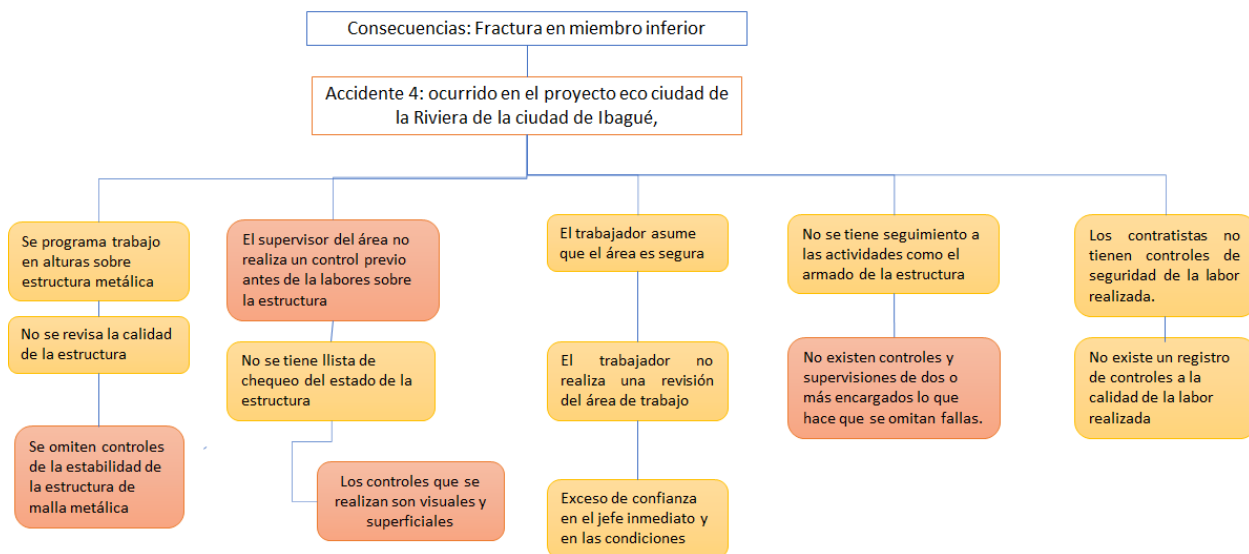 Consecuencias: Fractura en miembro inferior
Accidente 4: ocurrido en el proyecto eco ciudad de
la Riviera de la ciudad de Ibagué,
Se programa trabajo
en alturas sobre
estructura metálica
No se revisa la calidad
de la estructura
Se omiten controles
de la estabilidad de
la estructura de
malla metálica
El supervisor del área no
realiza un control previo
antes de la labores sobre
la estructura
No se tiene llista de
chequeo del estado de la
estructura
Los controles que se
realizan son visuales y
superficiales
El trabajador asume
que el área es segura
El trabajador no
realiza una revisión
del área de trabajo
Exceso de confianza
en el jefe inmediato y
en las condiciones
No se tiene seguimiento a
las actividades como el
armado de la estructura
No existen controles y
supervisiones de dos o
más encargados lo que
hace que se omitan fallas.
Los contratistas no
tienen controles de
seguridad de la labor
realizada.
No existe un registro
de controles a la
calidad de la labor
realizada